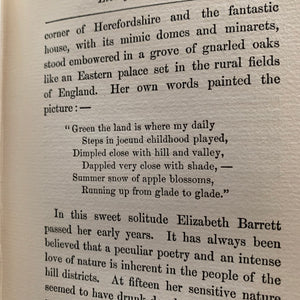 corner of Herefordshire and the fantastic
house, with its mimic domes and minarets,
stood embowered in a grove of gnarled oaks
like an Eastern palace set in the rural fields
of England. Her own words painted the
picture: —
"Green the land is where my daily
Steps in jocund childhood played,
Dimpled close with hill and valley,
Dappled very close with shade, —
Summer snow of apple blossoms,
Running up from glade to glade."
In this sweet solitude Elizabeth Barrett
passed her early years. It has always been
believed that a peculiar poetry and an intense
love of nature is inherent in the people of the
hill districts. At fifteen her sensitive nature
seemed to have drunk